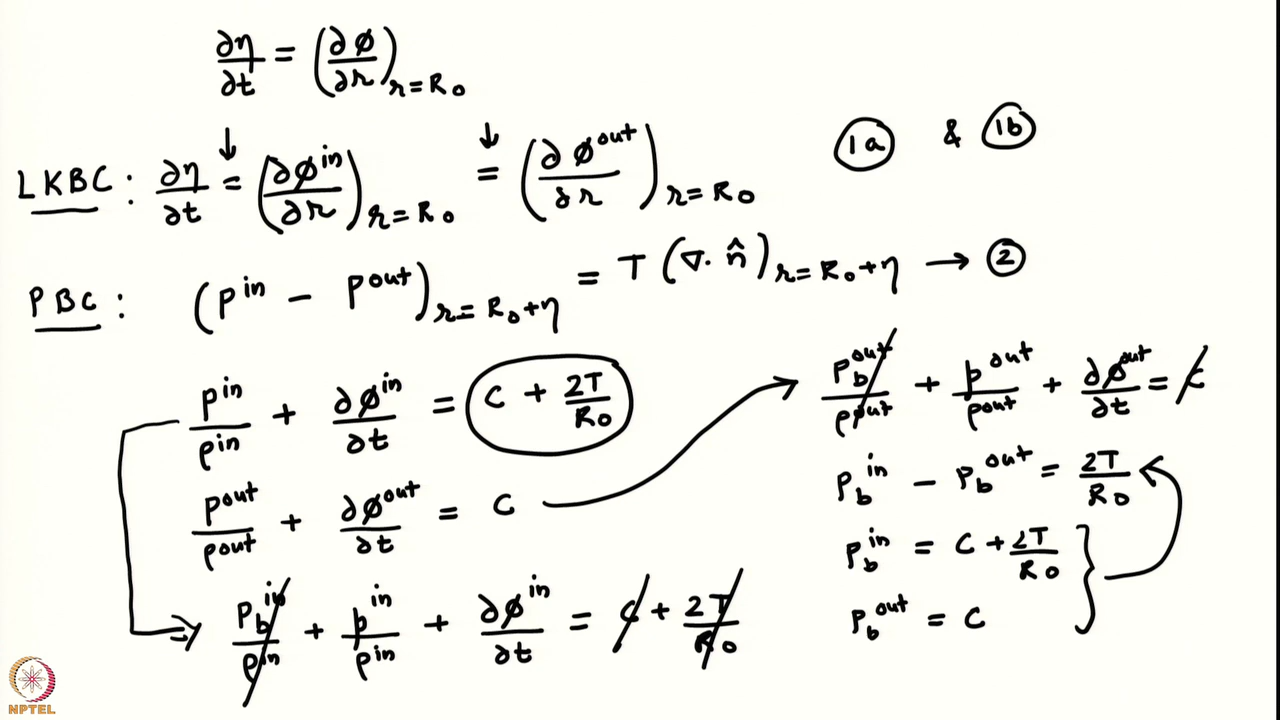 ∂η/∂t = (∂φ/∂r)_{r=R₀}
LKBC : ∂η/∂t = (∂φ^{in}/∂r)_{r=R₀} = (∂φ^{out}/∂r)_{r=R₀}
↓ ↓
(1a) & (1b)
PBC : (P^{in} − P^{out})_{r=R₀+η} = T(∇·n̂)_{r=R₀+η} → (2)
P^{in}/ρ^{in} + ∂φ^{in}/∂t = C + 2T/R₀
P^{out}/ρ^{out} + ∂φ^{out}/∂t = C
⇒ P_b^{in}/ρ^{in} + p^{in}/ρ^{in} + ∂φ^{in}/∂t = C + 2T/R₀
P_b^{out}/ρ^{out} + p^{out}/ρ^{out} + ∂φ^{out}/∂t = C
P_b^{in} − P_b^{out} = 2T/R₀
P_b^{in} = C + 2T/R₀ }
P_b^{out} = C
NPTEL